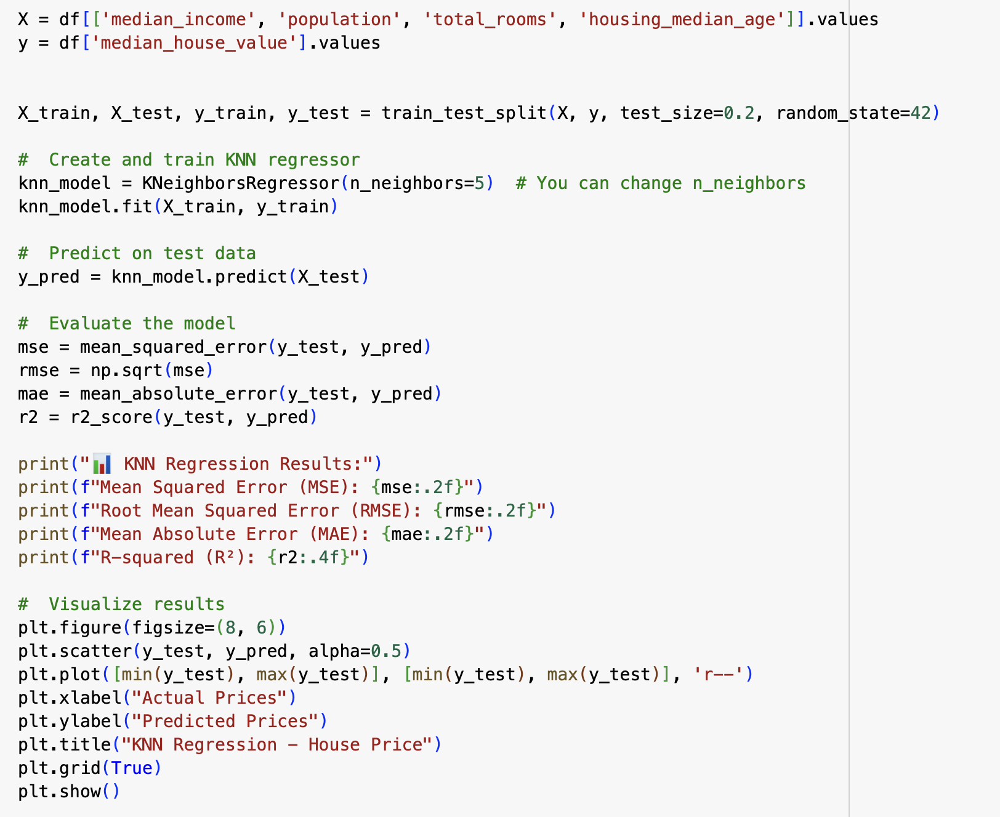 X = df[['median_income', 'population', 'total_rooms', 'housing_median_age']].values
y = df['median_house_value'].values
X_train, X_test, y_train, y_test = train_test_split(X, y, test_size=0.2, random_state=42)
#  Create and train KNN regressor
knn_model = KNeighborsRegressor(n_neighbors=5)  # You can change n_neighbors
knn_model.fit(X_train, y_train)
#  Predict on test data
y_pred = knn_model.predict(X_test)
#  Evaluate the model
mse = mean_squared_error(y_test, y_pred)
rmse = np.sqrt(mse)
mae = mean_absolute_error(y_test, y_pred)
r2 = r2_score(y_test, y_pred)
print("📊 KNN Regression Results:")
print(f"Mean Squared Error (MSE): {mse:.2f}")
print(f"Root Mean Squared Error (RMSE): {rmse:.2f}")
print(f"Mean Absolute Error (MAE): {mae:.2f}")
print(f"R-squared (R²): {r2:.4f}")
#  Visualize results
plt.figure(figsize=(8, 6))
plt.scatter(y_test, y_pred, alpha=0.5)
plt.plot([min(y_test), max(y_test)], [min(y_test), max(y_test)], 'r--')
plt.xlabel("Actual Prices")
plt.ylabel("Predicted Prices")
plt.title("KNN Regression - House Price")
plt.grid(True)
plt.show()